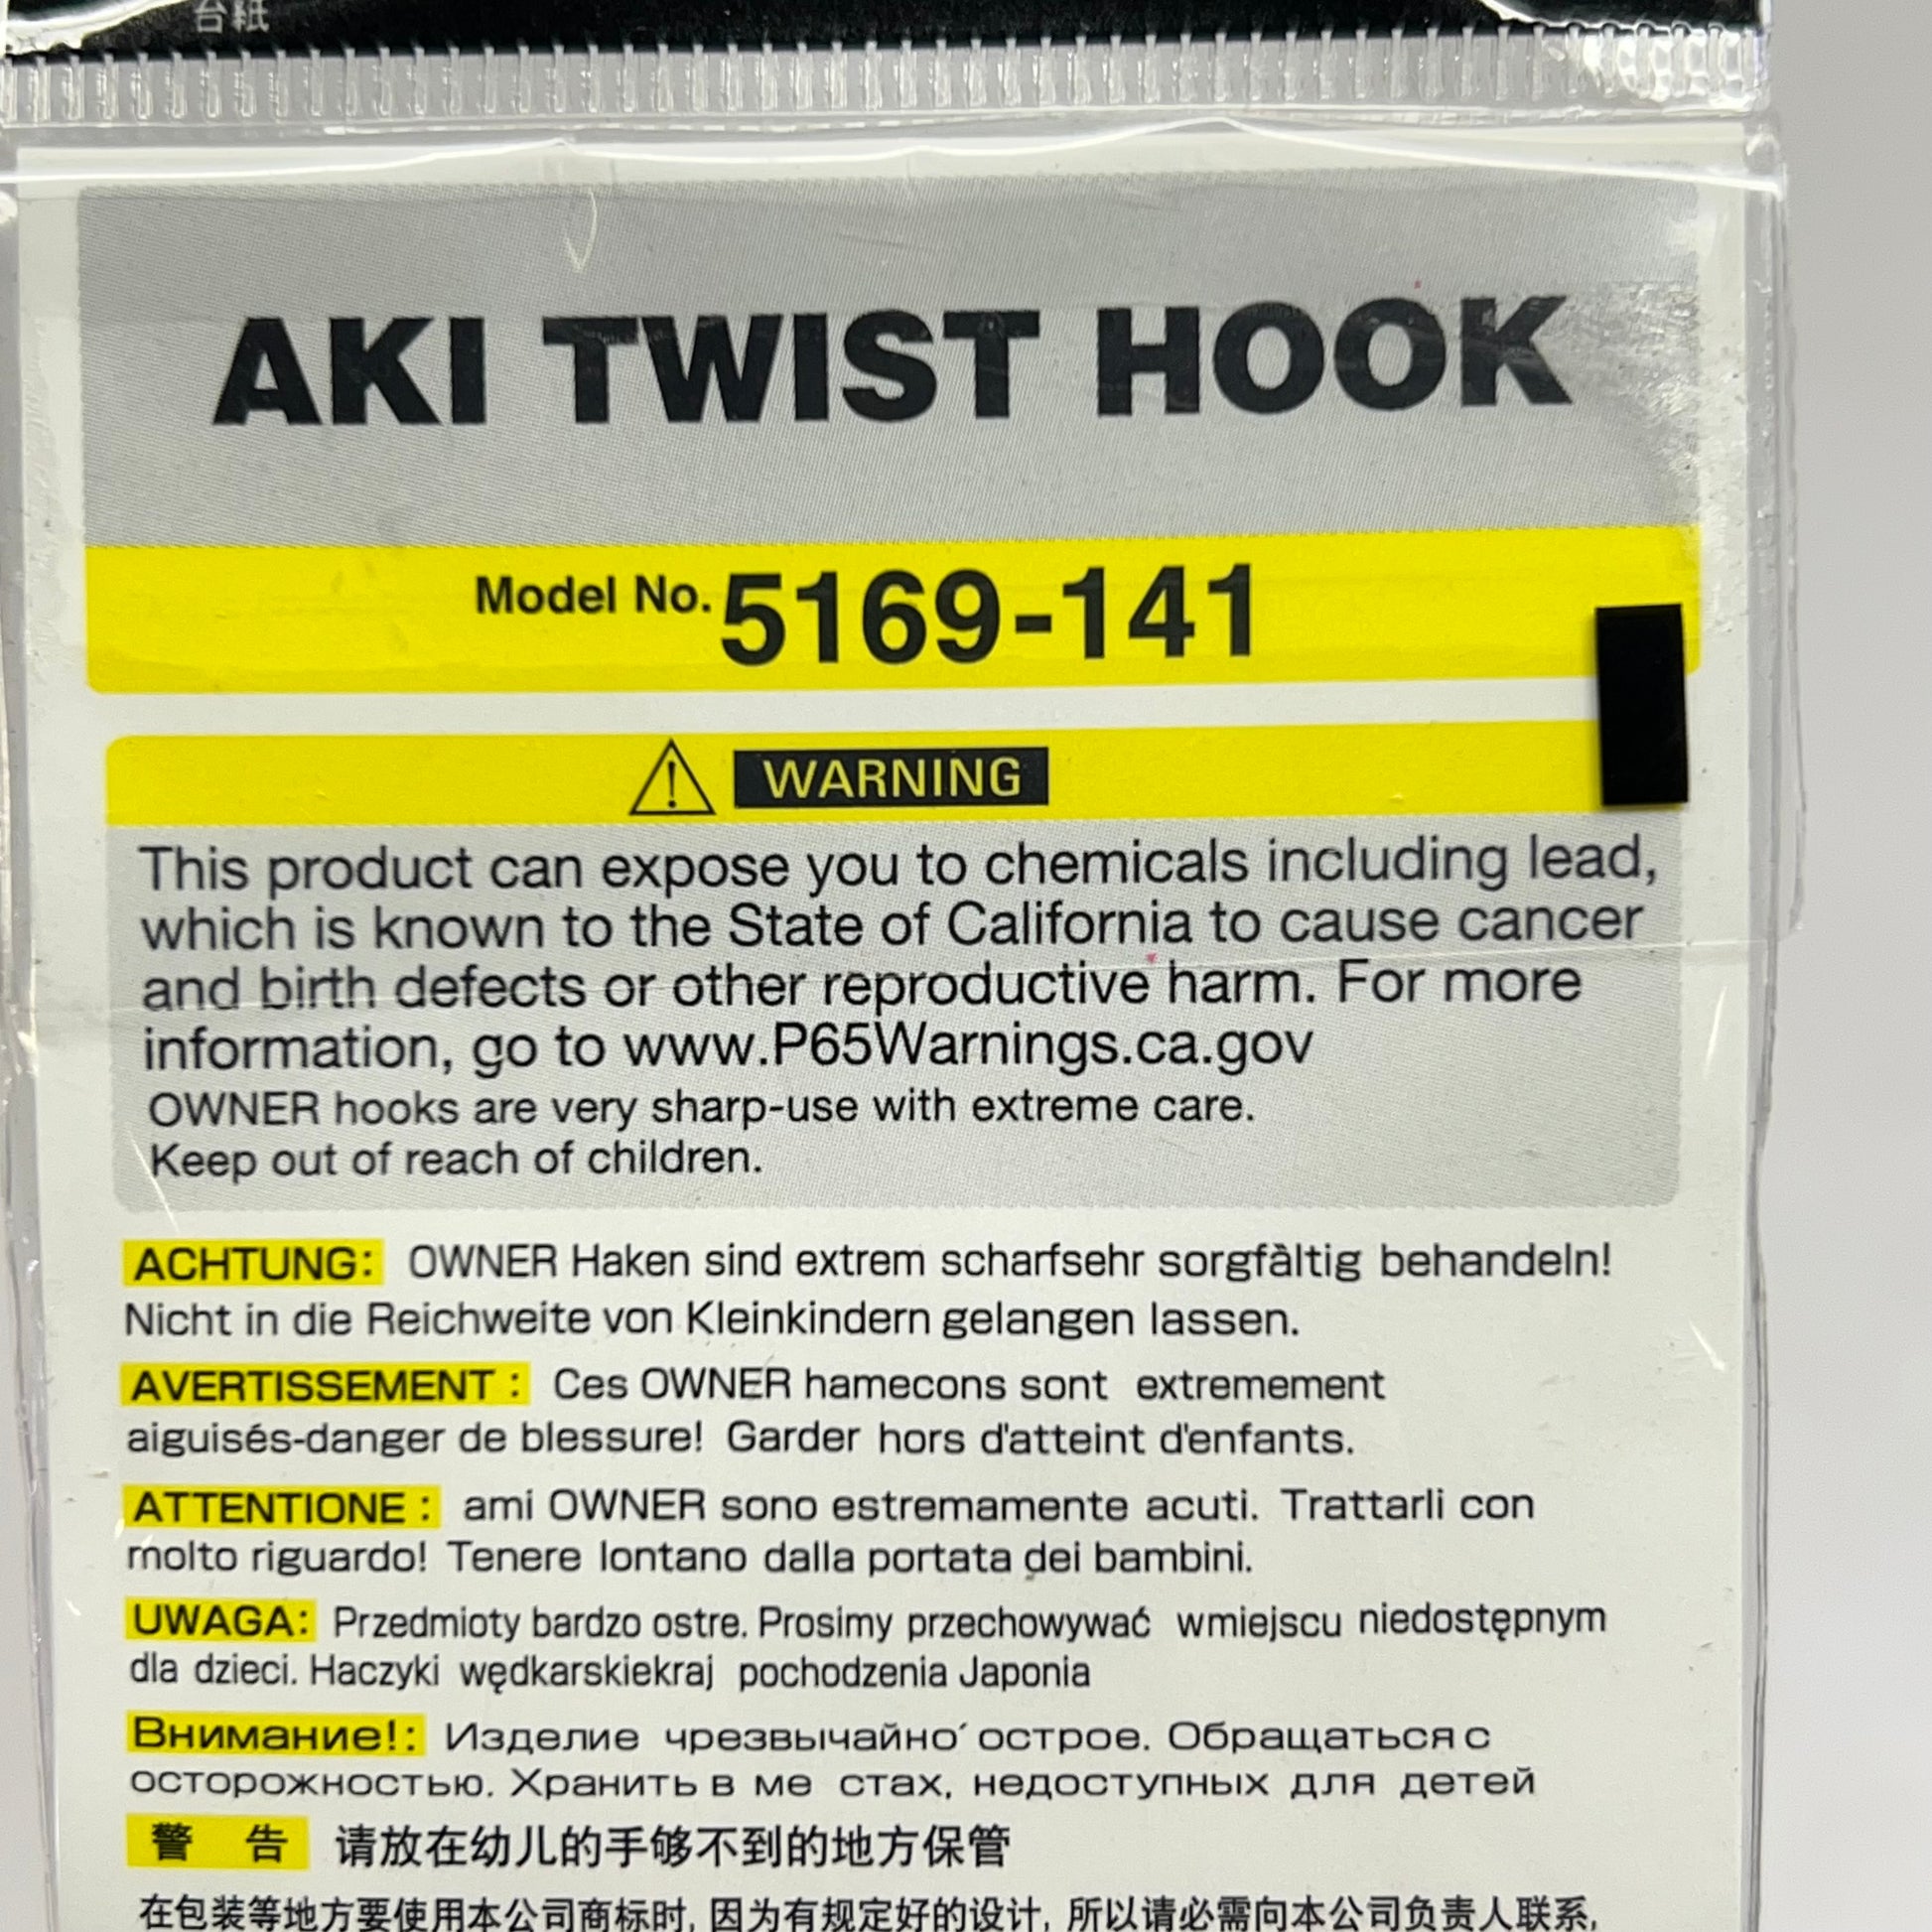 台紙
AKI TWIST HOOK
Model No. 5169-141
WARNING
This product can expose you to chemicals including lead,
which is known to the State of California to cause cancer
and birth defects or other reproductive harm. For more
information, go to www.P65Warnings.ca.gov
OWNER hooks are very sharp-use with extreme care.
Keep out of reach of children.
ACHTUNG: OWNER Haken sind extrem scharfsehr sorgfàltig behandeln!
Nicht in die Reichweite von Kleinkindern gelangen lassen.
AVERTISSEMENT : Ces OWNER hamecons sont extremement
aiguisés-danger de blessure! Garder hors d'atteint d'enfants.
ATTENTIONE : ami OWNER sono estremamente acuti. Trattarli con
molto riguardo! Tenere lontano dalla portata dei bambini.
UWAGA: Przedmioty bardzo ostre. Prosimy przechowywać wmiejscu niedostępnym
dla dzieci. Haczyki wędkarskiekraj pochodzenia Japonia
Внимание!: Изделие чрезвычайно´ острое. Обращаться с
осторожностью. Хранить в ме стах, недоступных для детей
警 告 请放在幼儿的手够不到的地方保管
在包装等地方要使用本公司商标时, 因为有规定好的设计, 所以请必需向本公司负责人联系,